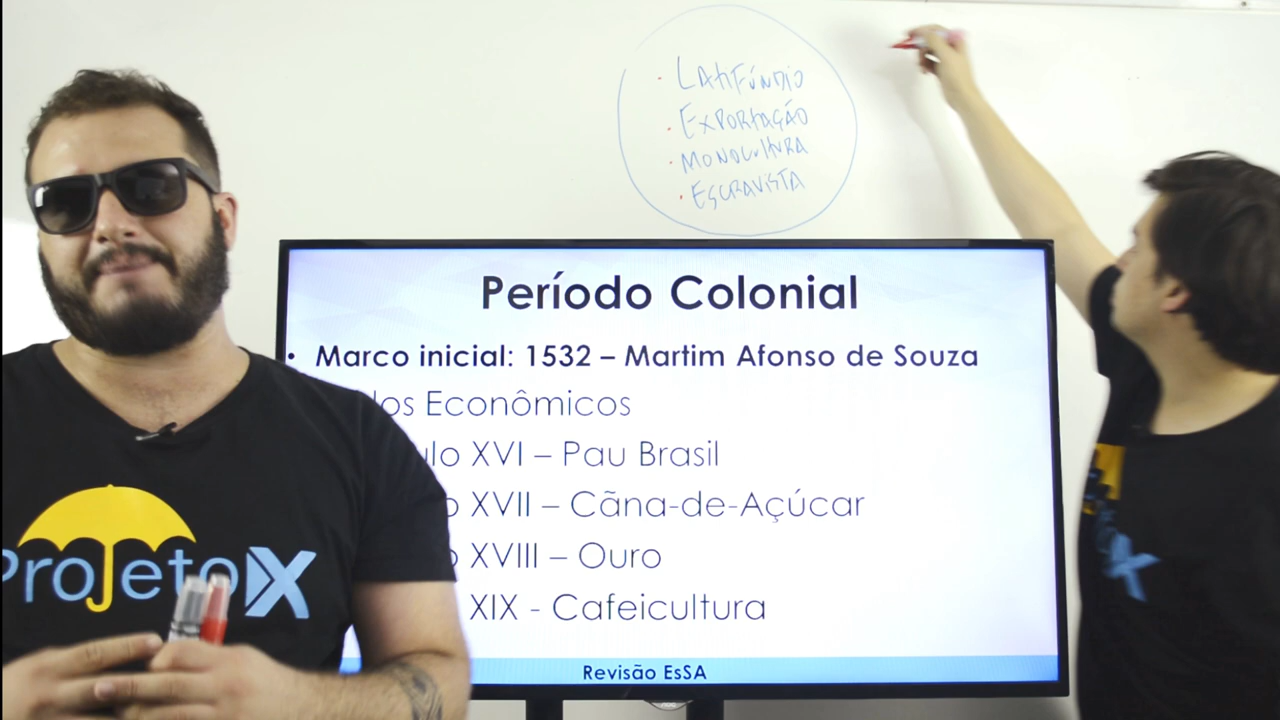 • LAtiFúNDiO
• EXPORtAÇÃO
• MONOCUltURA
• ESCRAVIStA
Período Colonial
• Marco inicial: 1532 – Martim Afonso de Souza
los Econômicos
ulo XVI – Pau Brasil
o XVII – Cãna-de-Açúcar
o XVIII – Ouro
XIX - Cafeicultura
Revisão EsSA
ProJeto X
X